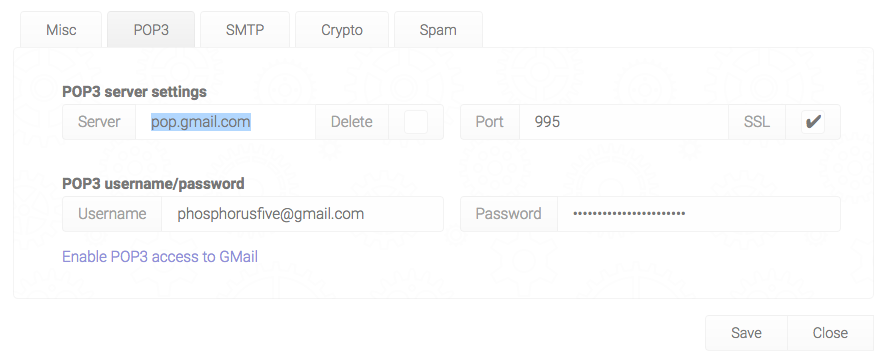 Misc POP3 SMTP Crypto Spam
POP3 server settings
Server pop.gmail.com Delete Port 995 SSL ✔
POP3 username/password
Username phosphorusfive@gmail.com Password •••••••••••••••••••••••
Enable POP3 access to GMail
Save Close